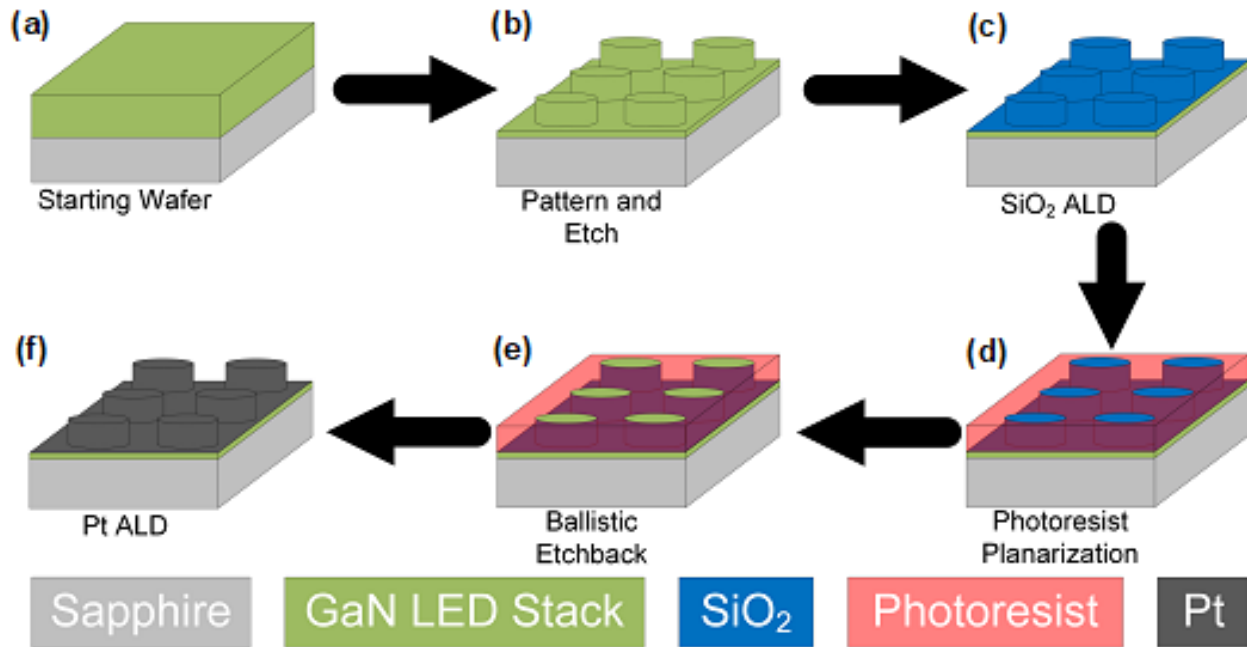 (a)
Starting Wafer
(b)
Pattern and
Etch
(c)
SiO₂ ALD
(d)
Photoresist
Planarization
(e)
Ballistic
Etchback
(f)
Pt ALD
Sapphire
GaN LED Stack
SiO₂
Photoresist
Pt